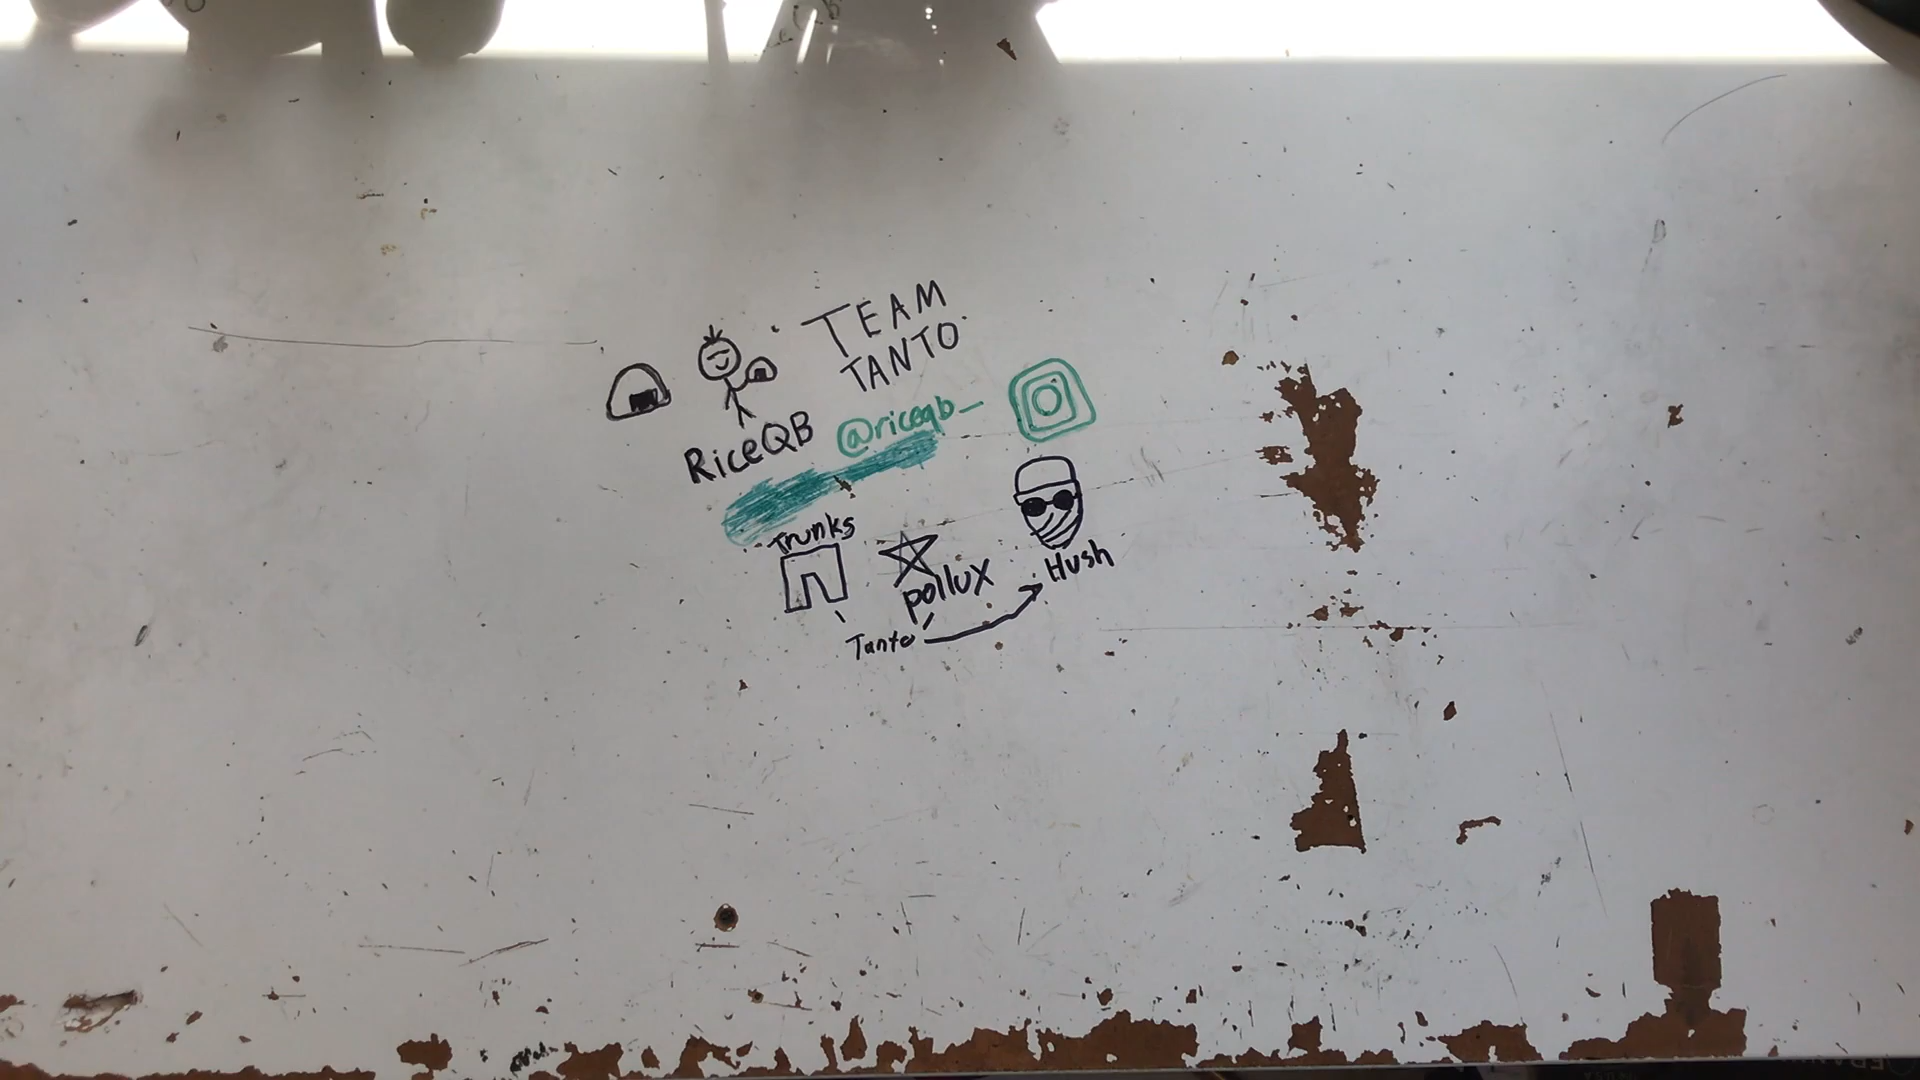 TEAM
TANTO
RiceQB @riceqb_
Trunks
pollux
Hush
Tanto